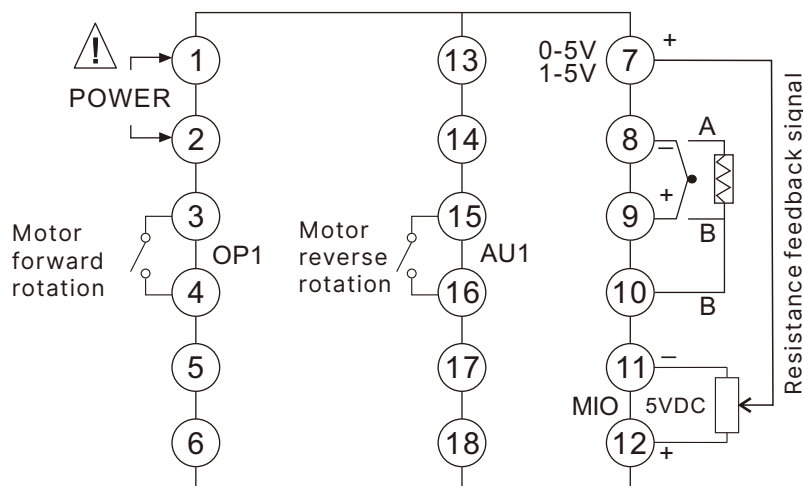 !
POWER
1
2
3
4
5
6
Motor
forward
rotation
OP1
13
14
15
16
17
18
Motor
reverse
rotation
AU1
0-5V
1-5V
7
+
8
−
A
9
+
B
10
B
11
−
MIO
5VDC
12
+
Resistance feedback signal